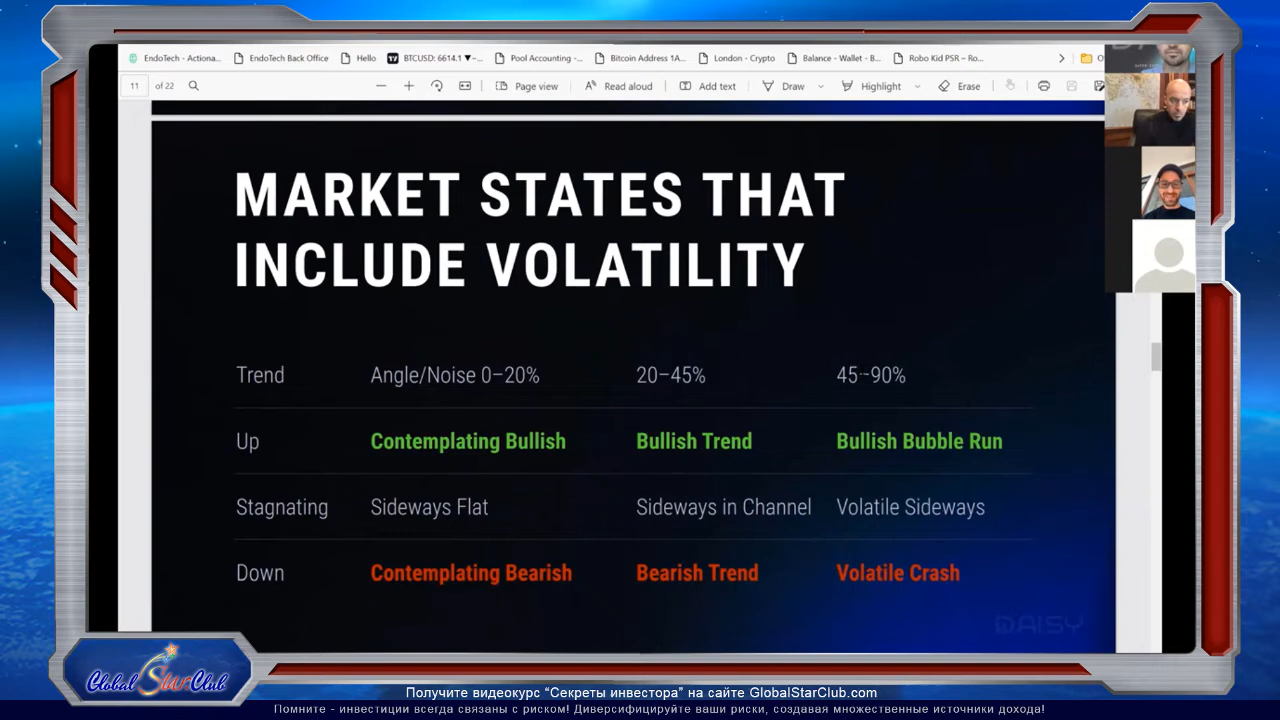 EndoTech - Actiona...
EndoTech Back Office
Hello
BTCUSD: 6614.1 ▼−...
Pool Accounting -...
Bitcoin Address 1A...
London - Crypto
Balance - Wallet - B...
Robo Kid PSR – Ro...
11 of 22
Page view
Read aloud
Add text
Draw
Highlight
Erase
MARKET STATES THAT
INCLUDE VOLATILITY
Trend Angle/Noise 0–20% 20–45% 45–90%
Up Contemplating Bullish Bullish Trend Bullish Bubble Run
Stagnating Sideways Flat Sideways in Channel Volatile Sideways
Down Contemplating Bearish Bearish Trend Volatile Crash
DAISY
Global Star Club
Получите видеокурс “Секреты инвестора” на сайте GlobalStarClub.com
Помните - инвестиции всегда связаны с риском! Диверсифицируйте ваши риски, создавая множественные источники дохода!